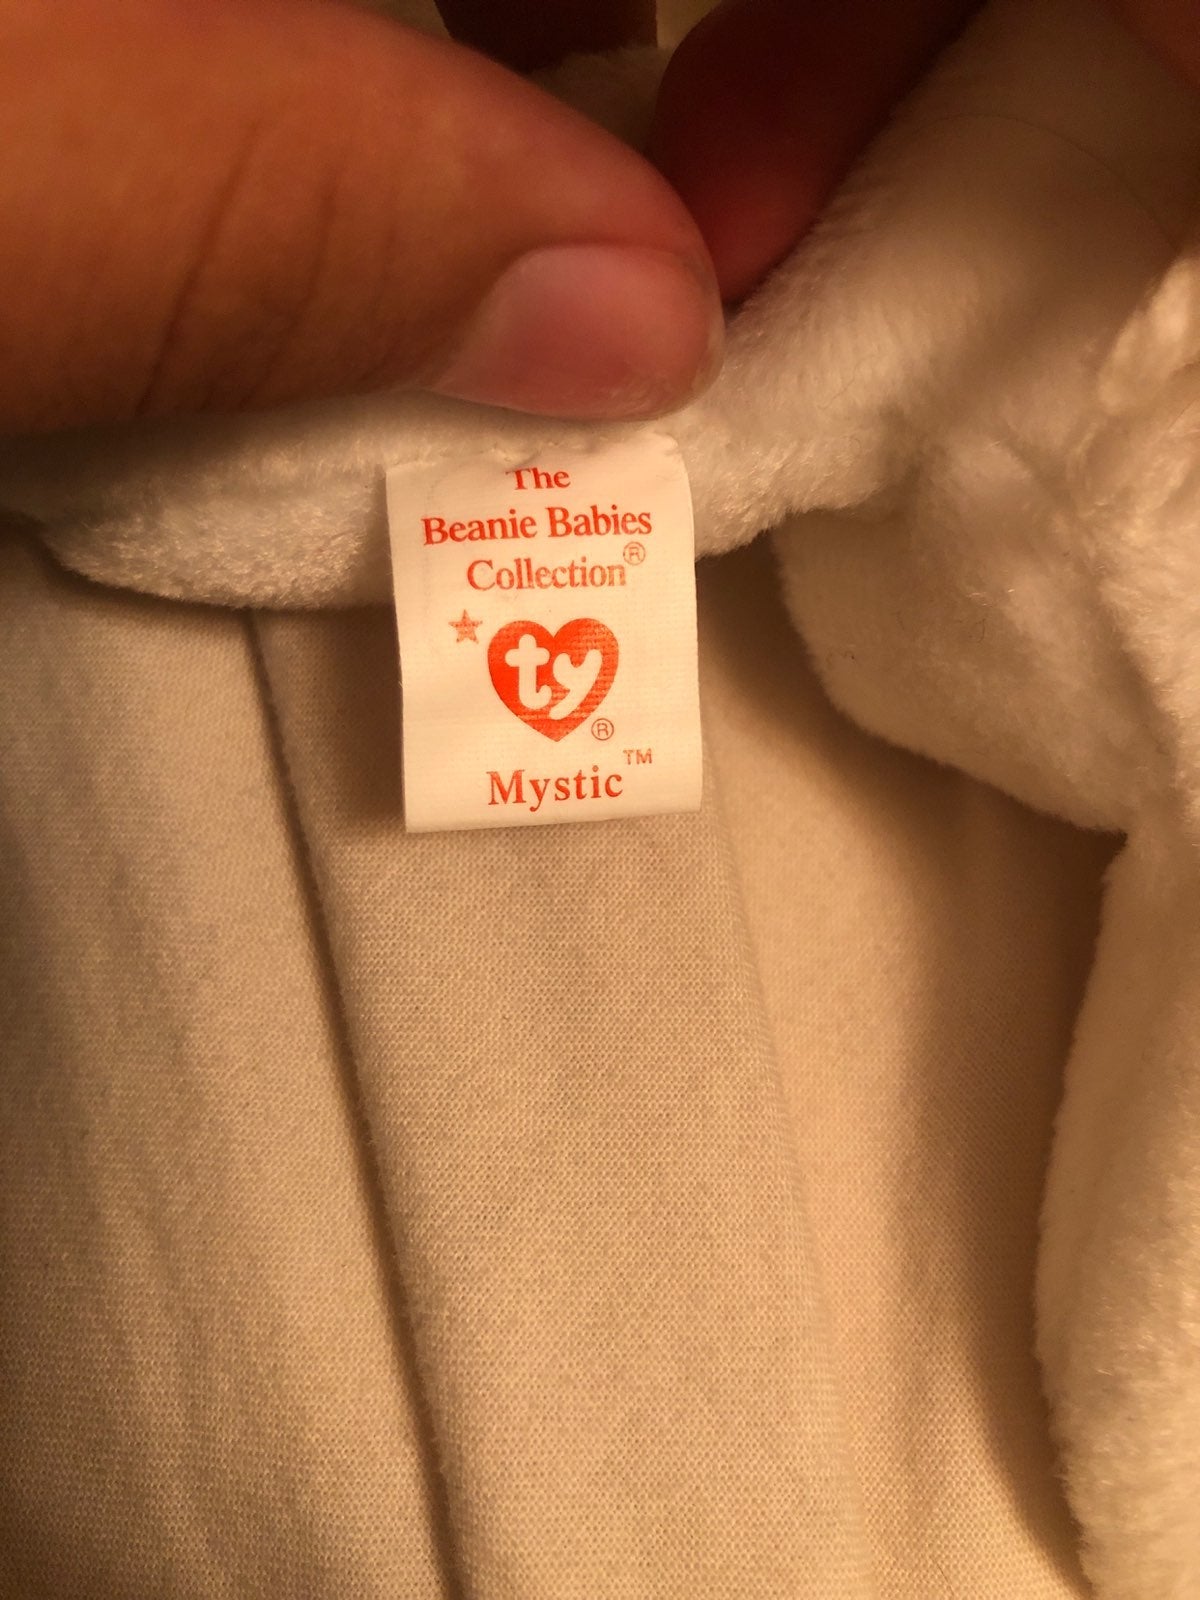 The
Beanie Babies
Collection®
★
ty®
Mystic™